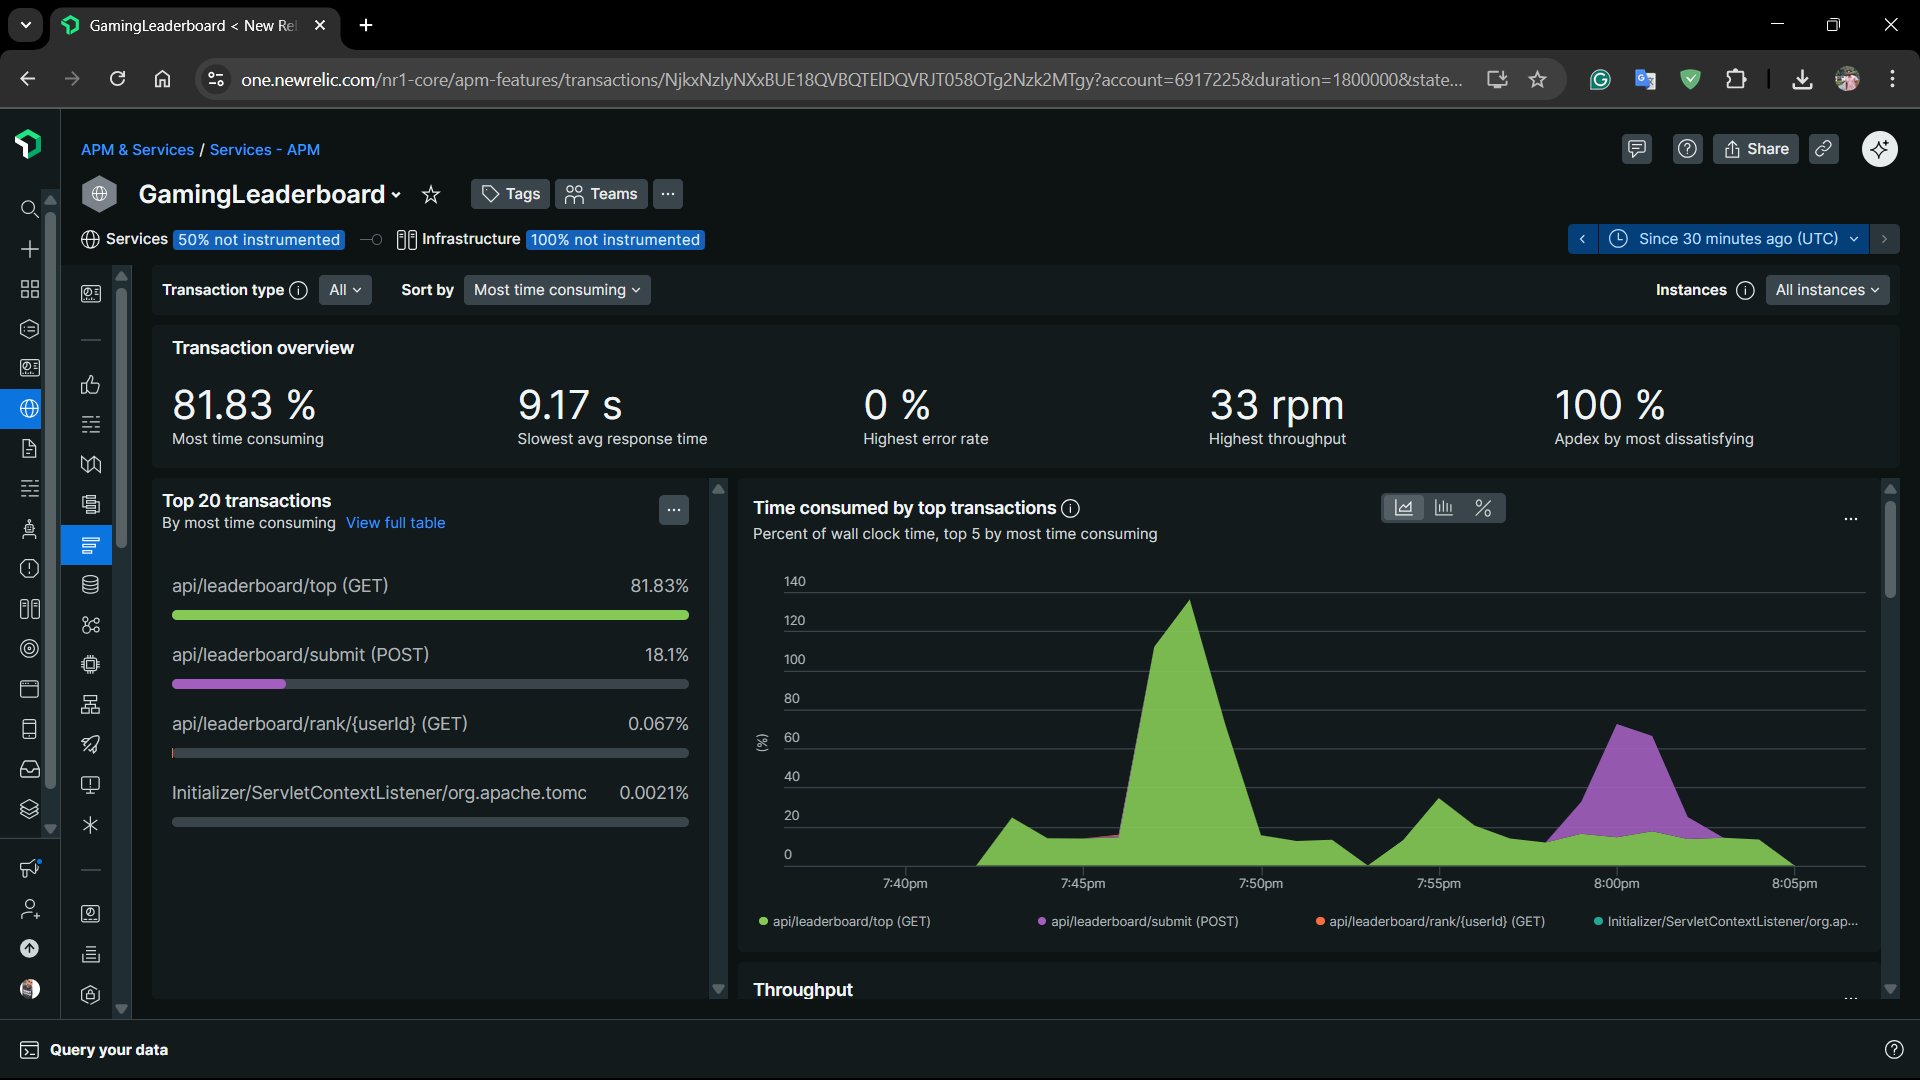 GamingLeaderboard < New Rel
one.newrelic.com/nr1-core/apm-features/transactions/NjkxNzIyNXxBUE18QVBQTElDQVRJT058OTg2Nzk2MTgy?account=6917225&duration=1800000&state...
APM & Services / Services - APM
Share
GamingLeaderboard
Tags
Teams
Services 50% not instrumented
Infrastructure 100% not instrumented
Since 30 minutes ago (UTC)
Transaction type All
Sort by Most time consuming
Instances All instances
Transaction overview
81.83 %
Most time consuming
9.17 s
Slowest avg response time
0 %
Highest error rate
33 rpm
Highest throughput
100 %
Apdex by most dissatisfying
Top 20 transactions
By most time consuming View full table
api/leaderboard/top (GET) 81.83%
api/leaderboard/submit (POST) 18.1%
api/leaderboard/rank/{userId} (GET) 0.067%
Initializer/ServletContextListener/org.apache.tomc 0.0021%
Time consumed by top transactions
Percent of wall clock time, top 5 by most time consuming
140
120
100
80
60
40
20
0
(%)
7:40pm 7:45pm 7:50pm 7:55pm 8:00pm 8:05pm
api/leaderboard/top (GET) api/leaderboard/submit (POST) api/leaderboard/rank/{userId} (GET) Initializer/ServletContextListener/org.ap...
Throughput
Query your data